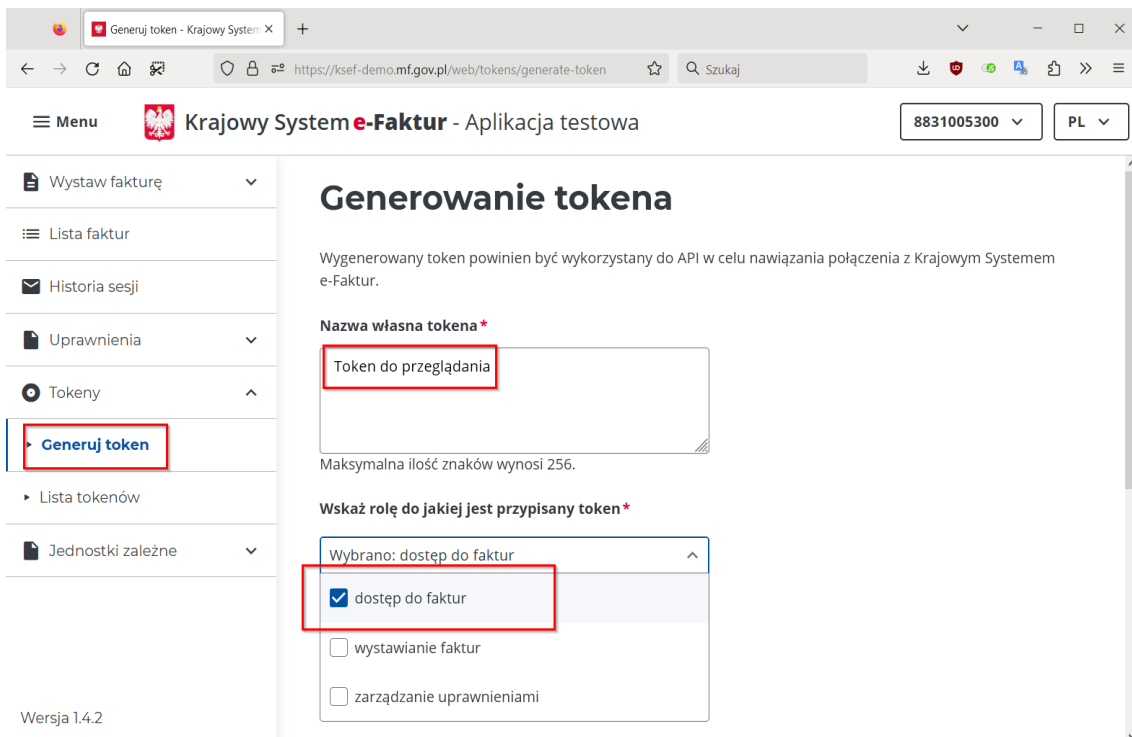 Generuj token - Krajowy System
https://ksef-demo.mf.gov.pl/web/tokens/generate-token
Szukaj
Menu
Krajowy System e-Faktur - Aplikacja testowa
8831005300
PL
Wystaw fakturę
Lista faktur
Historia sesji
Uprawnienia
Tokeny
Generuj token
Lista tokenów
Jednostki zależne
Wersja 1.4.2
Generowanie tokena
Wygenerowany token powinien być wykorzystany do API w celu nawiązania połączenia z Krajowym Systemem
e-Faktur.
Nazwa własna tokena*
Token do przeglądania
Maksymalna ilość znaków wynosi 256.
Wskaż rolę do jakiej jest przypisany token*
Wybrano: dostęp do faktur
dostęp do faktur
wystawianie faktur
zarządzanie uprawnieniami